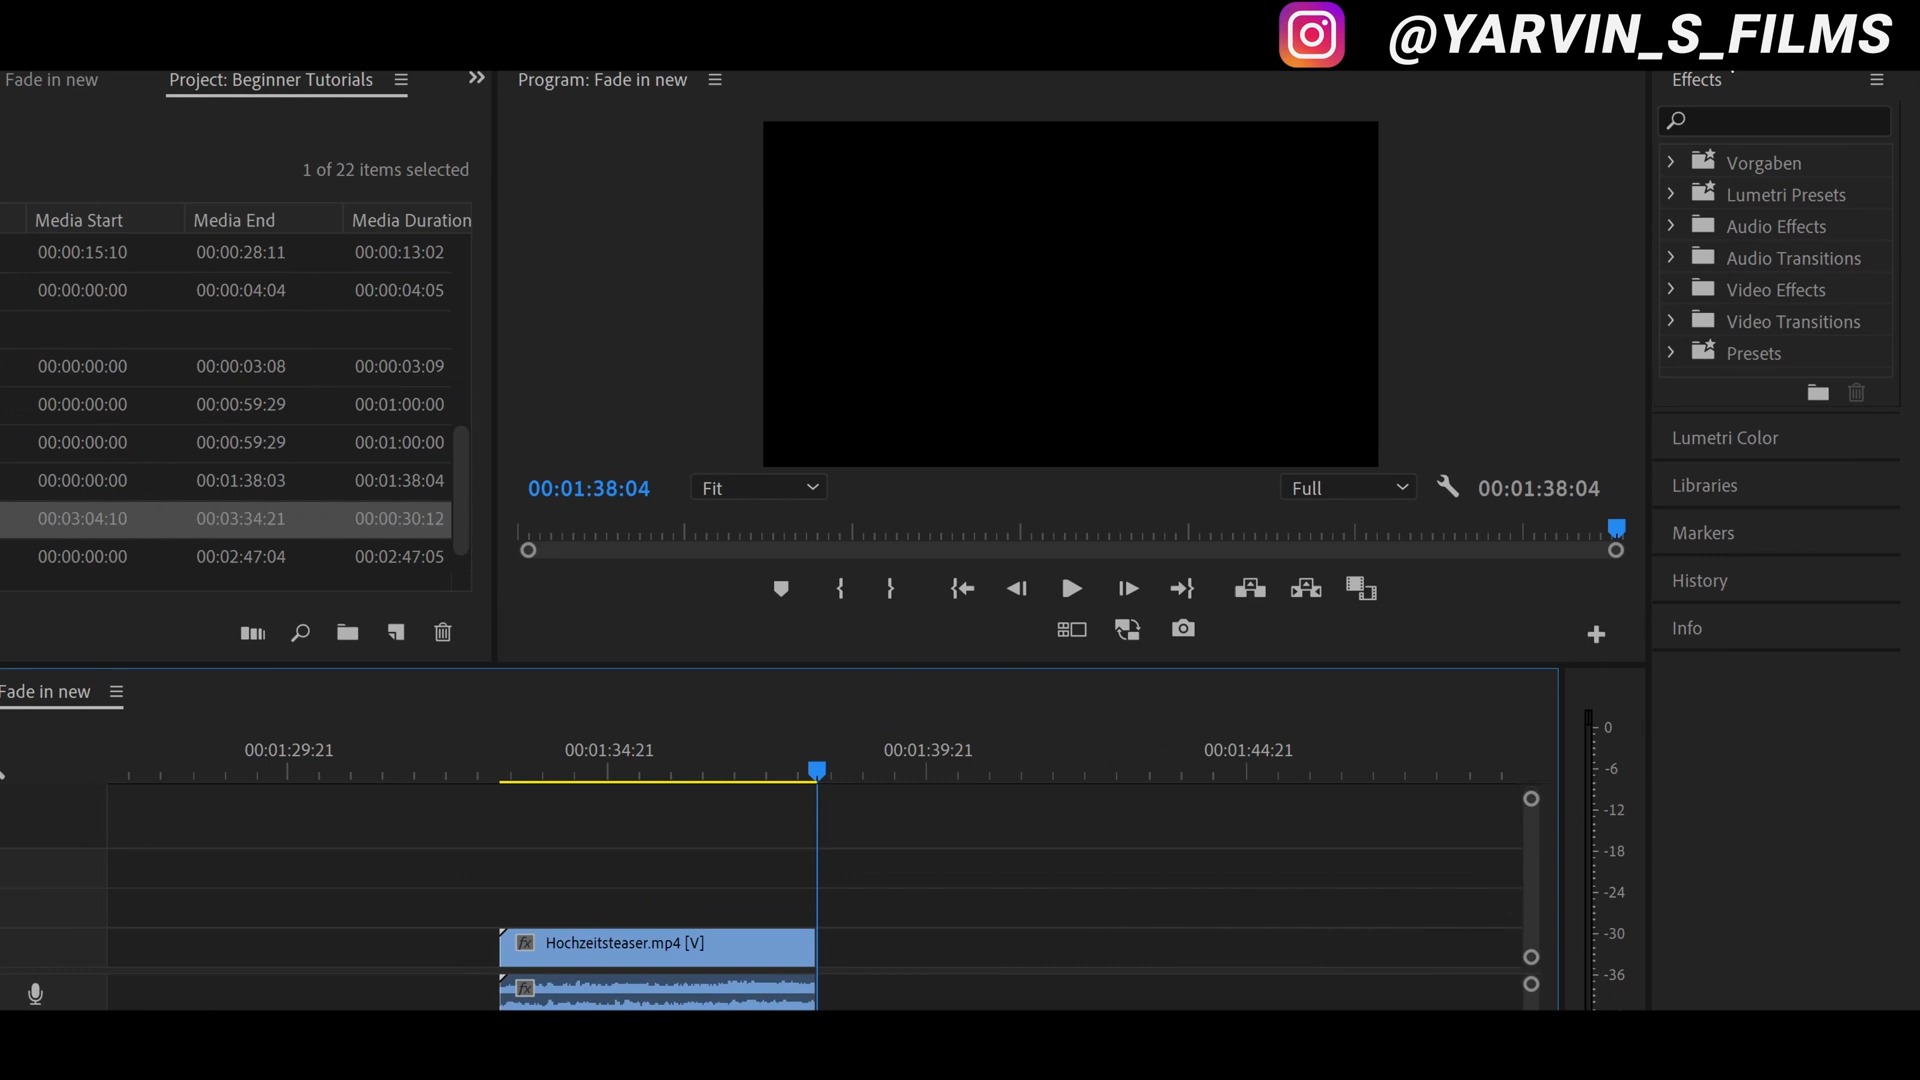 @YARVIN_S_FILMS
Fade in new
Project: Beginner Tutorials
Program: Fade in new
Effects
1 of 22 items selected
Media Start Media End Media Duration
00:00:15:10 00:00:28:11 00:00:13:02
00:00:00:00 00:00:04:04 00:00:04:05
00:00:00:00 00:00:03:08 00:00:03:09
00:00:00:00 00:00:59:29 00:01:00:00
00:00:00:00 00:00:59:29 00:01:00:00
00:00:00:00 00:01:38:03 00:01:38:04
00:03:04:10 00:03:34:21 00:00:30:12
00:00:00:00 00:02:47:04 00:02:47:05
00:01:38:04 Fit Full 00:01:38:04
Vorgaben
Lumetri Presets
Audio Effects
Audio Transitions
Video Effects
Video Transitions
Presets
Lumetri Color
Libraries
Markers
History
Info
Fade in new
00:01:29:21 00:01:34:21 00:01:39:21 00:01:44:21
fx Hochzeitsteaser.mp4 [V]
fx
0
-6
-12
-18
-24
-30
-36